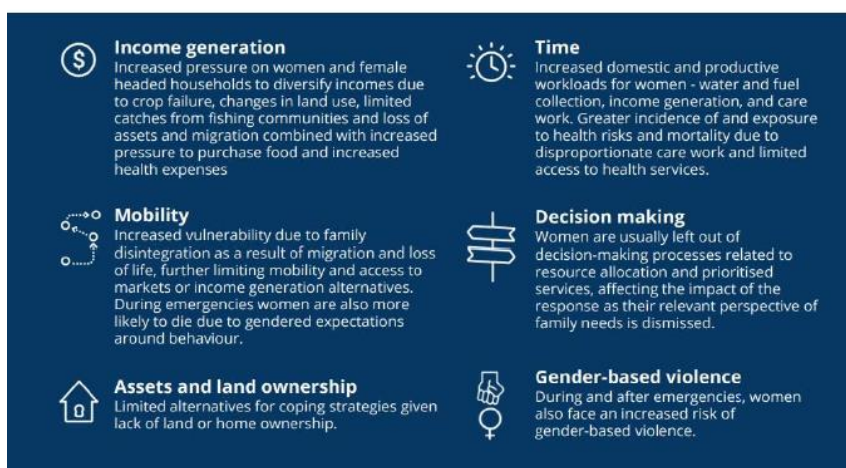 Income generation
Increased pressure on women and female
headed households to diversify incomes due
to crop failure, changes in land use, limited
catches from fishing communities and loss of
assets and migration combined with increased
pressure to purchase food and increased
health expenses
Time
Increased domestic and productive
workloads for women - water and fuel
collection, income generation, and care
work. Greater incidence of and exposure
to health risks and mortality due to
disproportionate care work and limited
access to health services.
Mobility
Increased vulnerability due to family
disintegration as a result of migration and loss
of life, further limiting mobility and access to
markets or income generation alternatives.
During emergencies women are also more
likely to die due to gendered expectations
around behaviour.
Decision making
Women are usually left out of
decision-making processes related to
resource allocation and prioritised
services, affecting the impact of the
response as their relevant perspective of
family needs is dismissed.
Assets and land ownership
Limited alternatives for coping strategies given
lack of land or home ownership.
Gender-based violence
During and after emergencies, women
also face an increased risk of
gender-based violence.